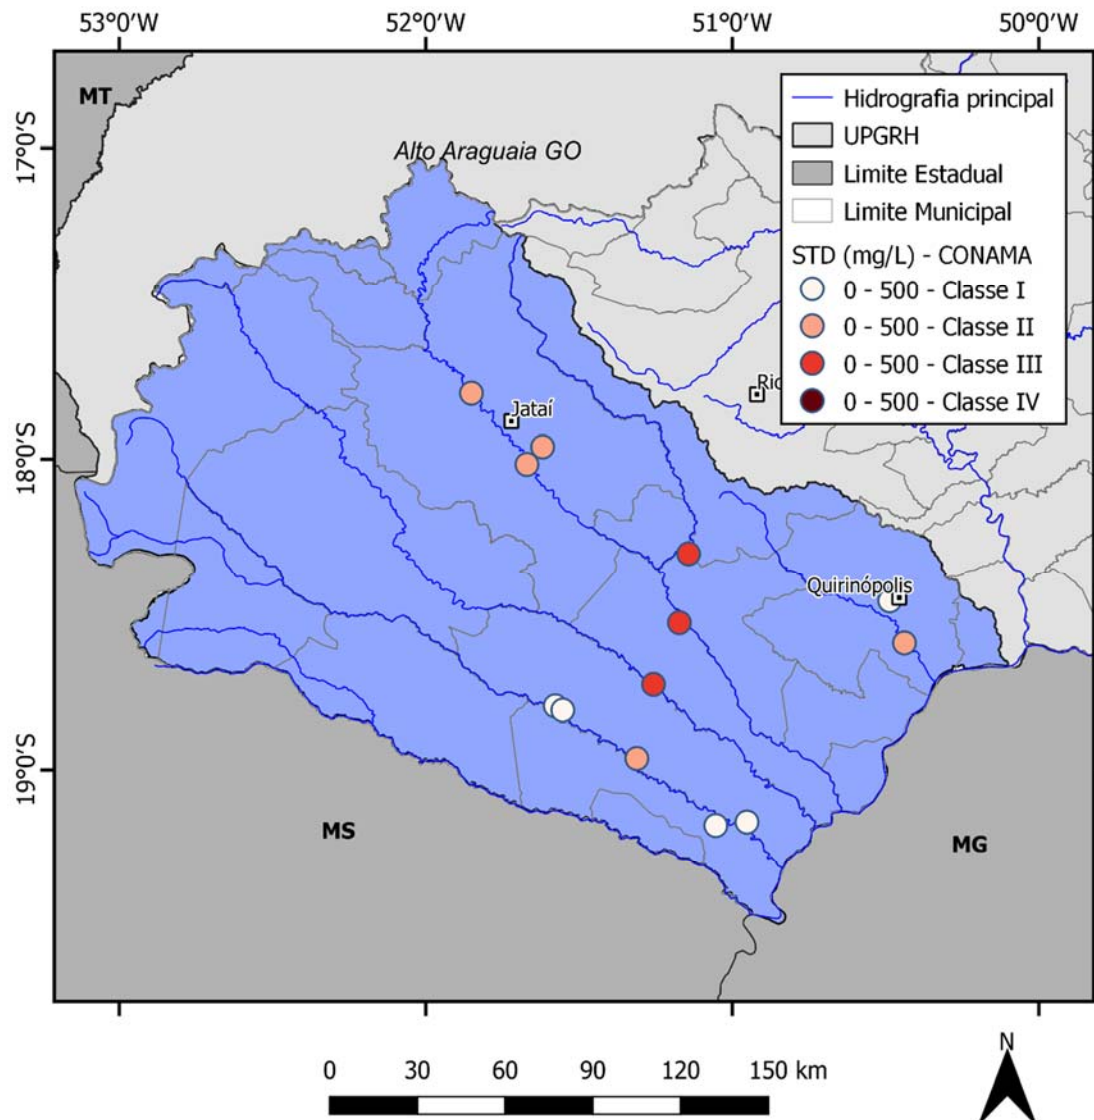 53°0'W 52°0'W 51°0'W 50°0'W
MT
17°0'S
Alto Araguaia GO
Hidrografia principal
UPGRH
Limite Estadual
Limite Municipal
STD (mg/L) - CONAMA
0 - 500 - Classe I
0 - 500 - Classe II
0 - 500 - Classe III
0 - 500 - Classe IV
Rio
Jataí
18°0'S
Quirinópolis
19°0'S
MS
MG
N
0 30 60 90 120 150 km